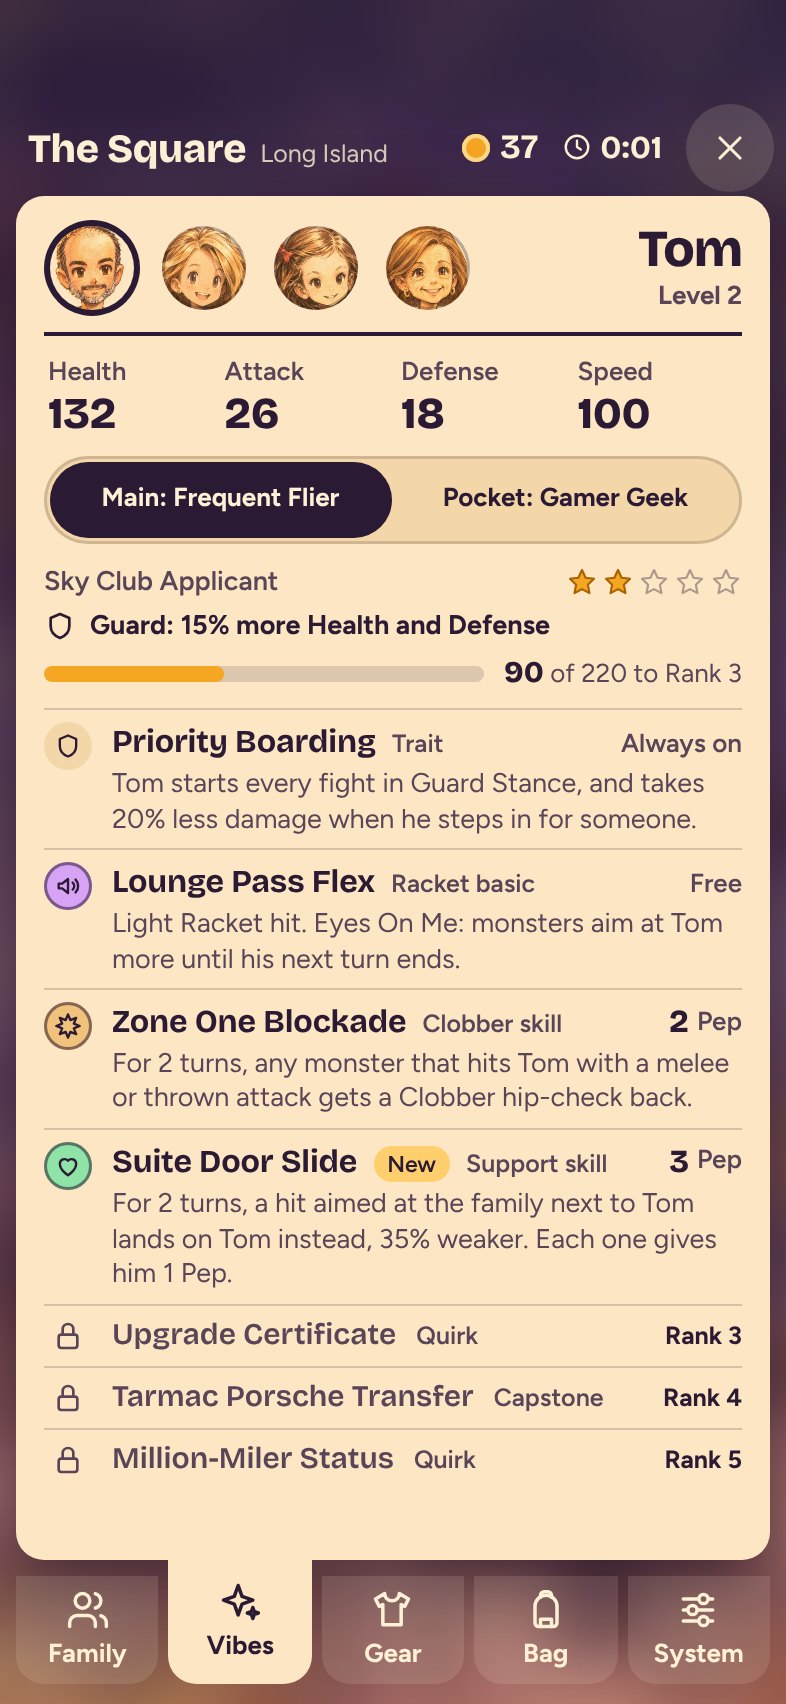 The Square Long Island 37 0:01
Tom
Level 2
Health Attack Defense Speed
132 26 18 100
Main: Frequent Flier Pocket: Gamer Geek
Sky Club Applicant
Guard: 15% more Health and Defense
90 of 220 to Rank 3
Priority Boarding Trait Always on
Tom starts every fight in Guard Stance, and takes
20% less damage when he steps in for someone.
Lounge Pass Flex Racket basic Free
Light Racket hit. Eyes On Me: monsters aim at Tom
more until his next turn ends.
Zone One Blockade Clobber skill 2 Pep
For 2 turns, any monster that hits Tom with a melee
or thrown attack gets a Clobber hip-check back.
Suite Door Slide New Support skill 3 Pep
For 2 turns, a hit aimed at the family next to Tom
lands on Tom instead, 35% weaker. Each one gives
him 1 Pep.
Upgrade Certificate Quirk Rank 3
Tarmac Porsche Transfer Capstone Rank 4
Million-Miler Status Quirk Rank 5
Family Vibes Gear Bag System